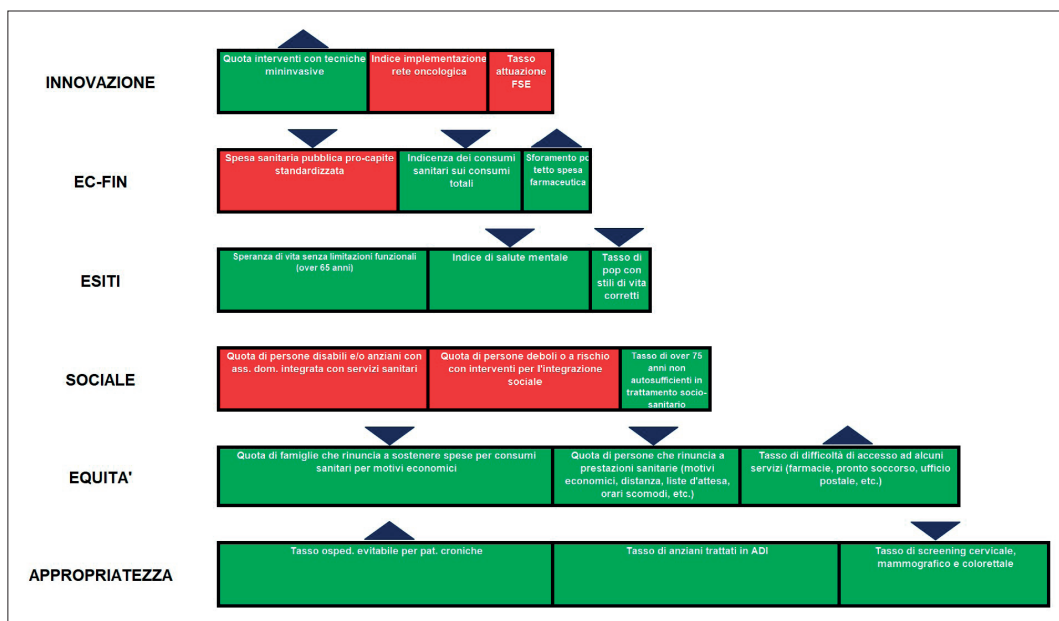 INNOVAZIONE
Quota interventi con tecniche
mininvasive
Indice implementazione
rete oncologica
Tasso
attuazione
FSE
EC-FIN
Spesa sanitaria pubblica pro-capite
standardizzata
Indicenza dei consumi
sanitari sui consumi
totali
Sforamento po
tetto spesa
farmaceutica
ESITI
Speranza di vita senza limitazioni funzionali
(over 65 anni)
Indice di salute mentale
Tasso di
pop con
stili di vita
corretti
SOCIALE
Quota di persone disabili e/o anziani con
ass. dom. integrata con servizi sanitari
Quota di persone deboli o a rischio
con interventi per l'integrazione
sociale
Tasso di over 75
anni non
autosufficienti in
trattamento socio-
sanitario
EQUITA'
Quota di famiglie che rinuncia a sostenere spese per consumi
sanitari per motivi economici
Quota di persone che rinuncia a
prestazioni sanitarie (motivi
economici, distanza, liste d'attesa,
orari scomodi, etc.)
Tasso di difficoltà di accesso ad alcuni
servizi (farmacie, pronto soccorso, ufficio
postale, etc.)
APPROPRIATEZZA
Tasso osped. evitabile per pat. croniche
Tasso di anziani trattati in ADI
Tasso di screening cervicale,
mammografico e colorettale